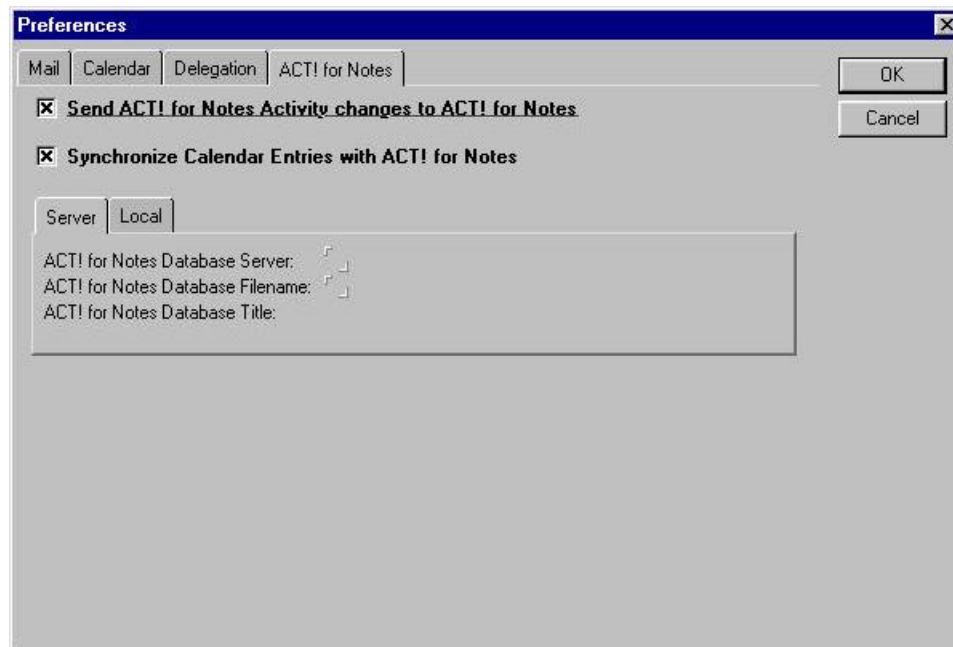 Preferences
Mail Calendar Delegation ACT! for Notes
OK
Send ACT! for Notes Activity changes to ACT! for Notes
Cancel
Synchronize Calendar Entries with ACT! for Notes
Server Local
ACT! for Notes Database Server:
ACT! for Notes Database Filename:
ACT! for Notes Database Title: